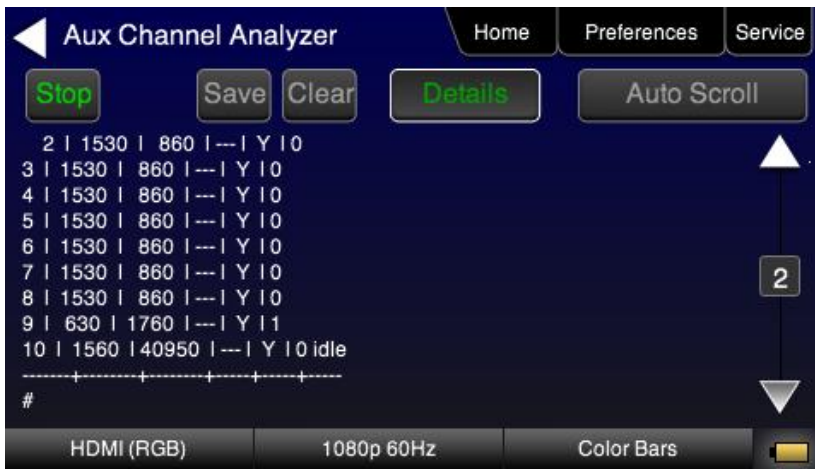 Aux Channel Analyzer Home Preferences Service
Stop Save Clear Details Auto Scroll
2 | 1530 | 860 |---| Y |0
3 | 1530 | 860 |---| Y |0
4 | 1530 | 860 |---| Y |0
5 | 1530 | 860 |---| Y |0
6 | 1530 | 860 |---| Y |0
7 | 1530 | 860 |---| Y |0
8 | 1530 | 860 |---| Y |0
9 | 630 | 1760 |---| Y |1
10 | 1560 |40950 |---| Y |0 idle
-------+--------+--------+-----+-----+-----
#
2
HDMI (RGB) 1080p 60Hz Color Bars